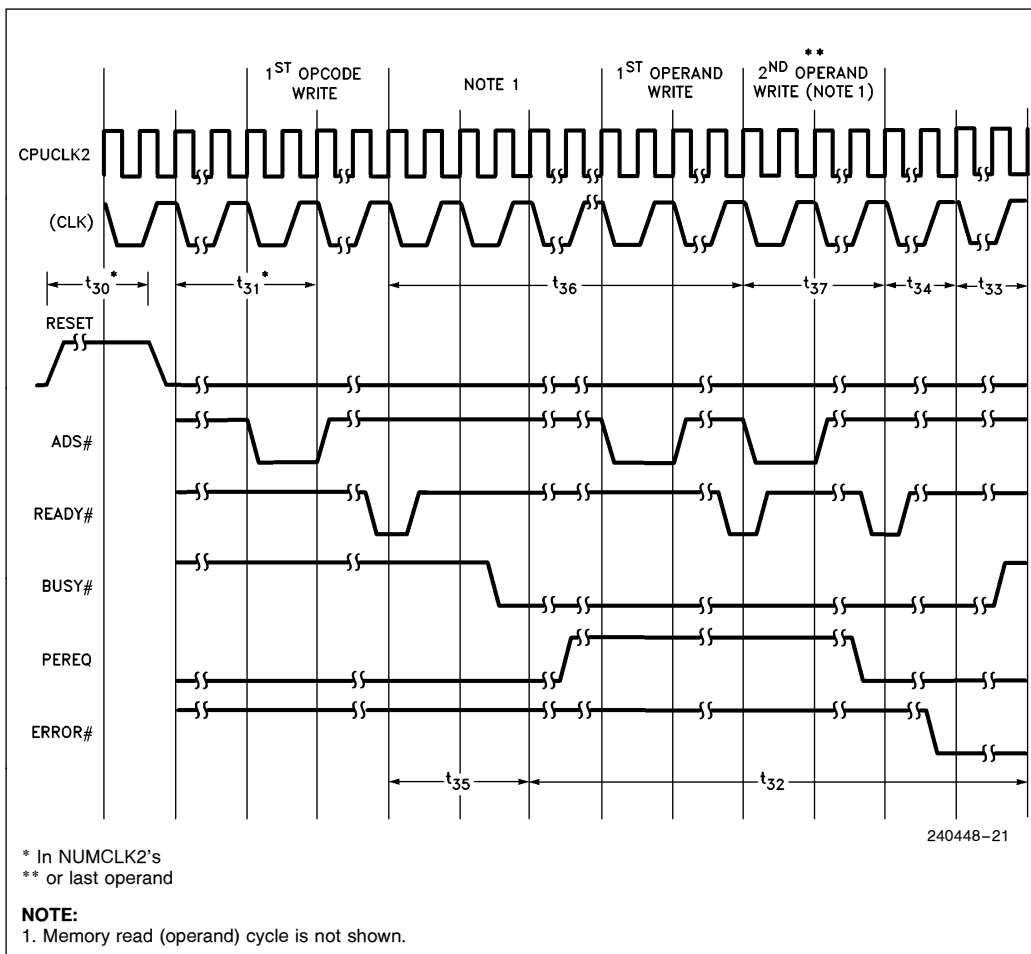 **
1ST OPCODE
WRITE
NOTE 1
1ST OPERAND
WRITE
2ND OPERAND
WRITE (NOTE 1)
CPUCLK2
(CLK)
t30*
t31*
t36
t37
t34
t33
RESET
ADS#
READY#
BUSY#
PEREQ
ERROR#
t35
t32
240448–21
* In NUMCLK2's
** or last operand
NOTE:
1. Memory read (operand) cycle is not shown.